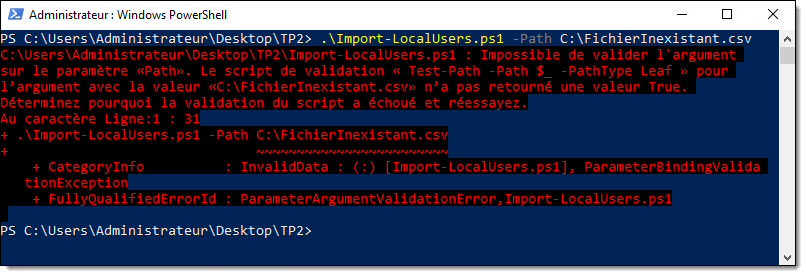 Administrateur : Windows PowerShell
PS C:\Users\Administrateur\Desktop\TP2> .\Import-LocalUsers.ps1 -Path C:\FichierInexistant.csv
C:\Users\Administrateur\Desktop\TP2\Import-LocalUsers.ps1 : Impossible de valider l'argument
sur le paramètre «Path». Le script de validation « Test-Path -Path $_ -PathType Leaf » pour
l’argument avec la valeur «C:\FichierInexistant.csv» n’a pas retourné une valeur True.
Déterminez pourquoi la validation du script a échoué et réessayez.
Au caractère Ligne:1 : 31
+ .\Import-LocalUsers.ps1 -Path C:\FichierInexistant.csv
+                               ~~~~~~~~~~~~~~~~~~~~~~~~
    + CategoryInfo          : InvalidData : (:) [Import-LocalUsers.ps1], ParameterBindingValida
   tionException
    + FullyQualifiedErrorId : ParameterArgumentValidationError,Import-LocalUsers.ps1
PS C:\Users\Administrateur\Desktop\TP2>